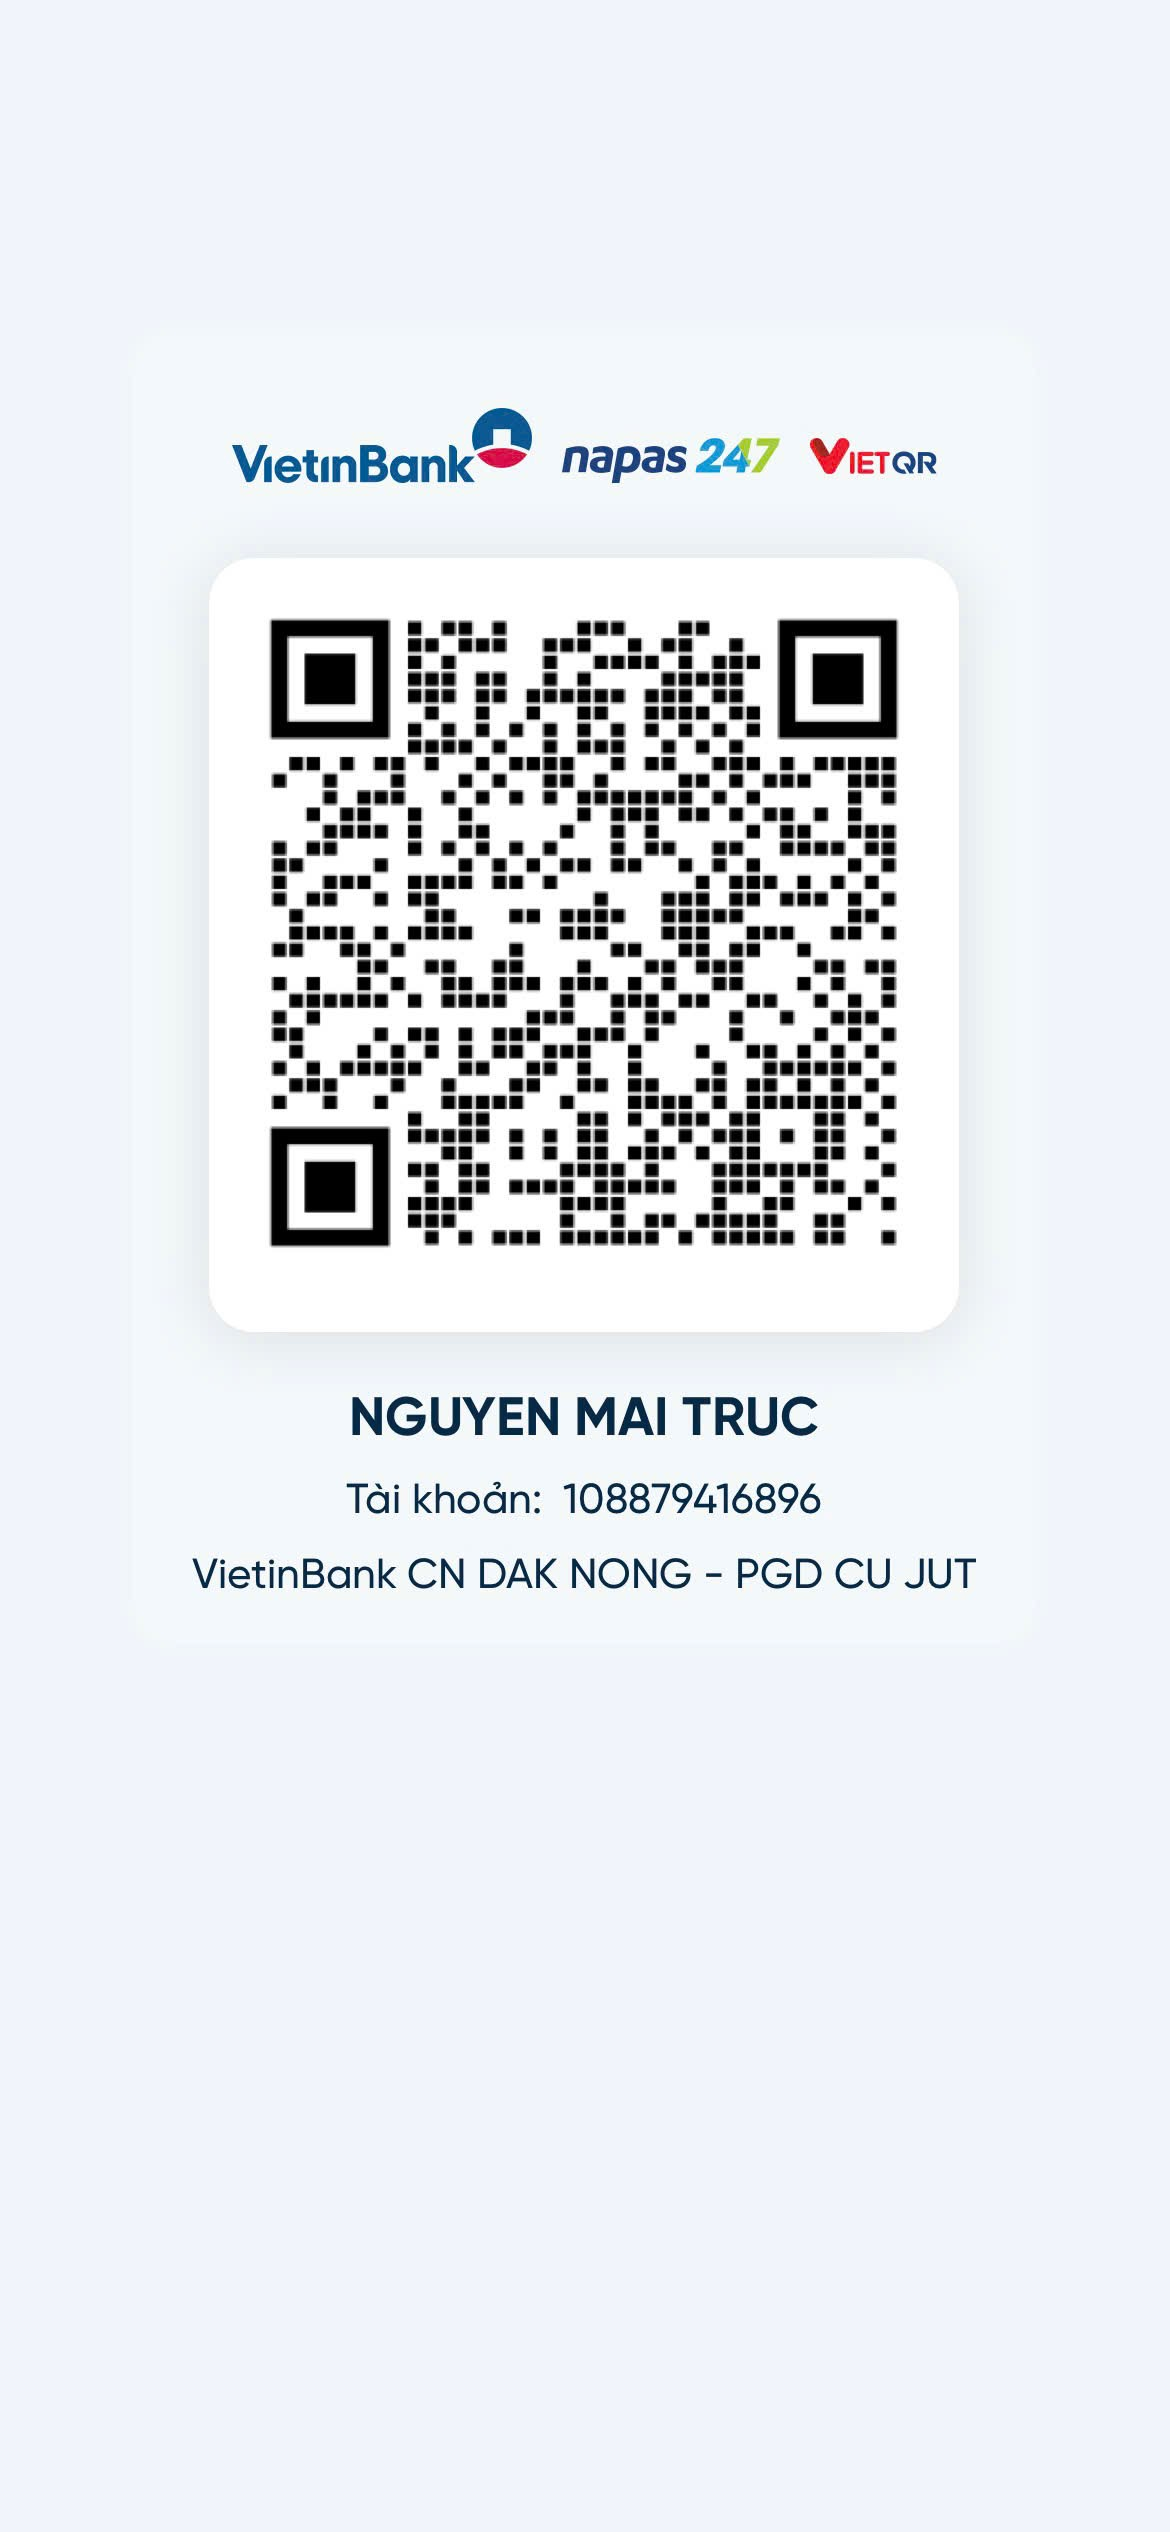 VietinBank napas 247 VIETQR
NGUYEN MAI TRUC
Tài khoản: 108879416896
VietinBank CN DAK NONG - PGD CU JUT